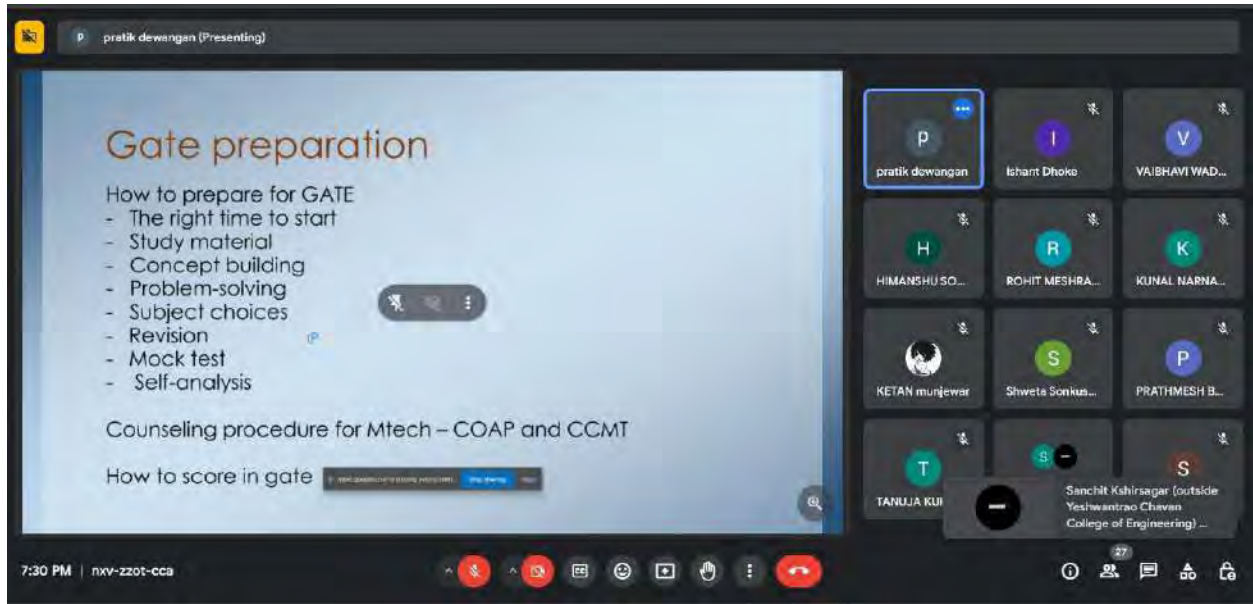 P pratik dewangan (Presenting)
Gate preparation
How to prepare for GATE
- The right time to start
- Study material
- Concept building
- Problem-solving
- Subject choices
- Revision
- Mock test
- Self-analysis
Counseling procedure for Mtech – COAP and CCMT
How to score in gate
Stop sharing
P
pratik dewangan
I
Ishant Dhoke
V
VAIBHAVI WAD...
H
HIMANSHU SO...
R
ROHIT MESHRA...
K
KUNAL NARNA...
KETAN munjewar
S
Shweta Sonkus...
P
PRATHMESH B...
T
TANUJA KU
S
S
Sanchit Kshirsagar (outside
Yeshwantrao Chavan
College of Engineering) ...
7:30 PM | nxv-zzot-cca
CC
27